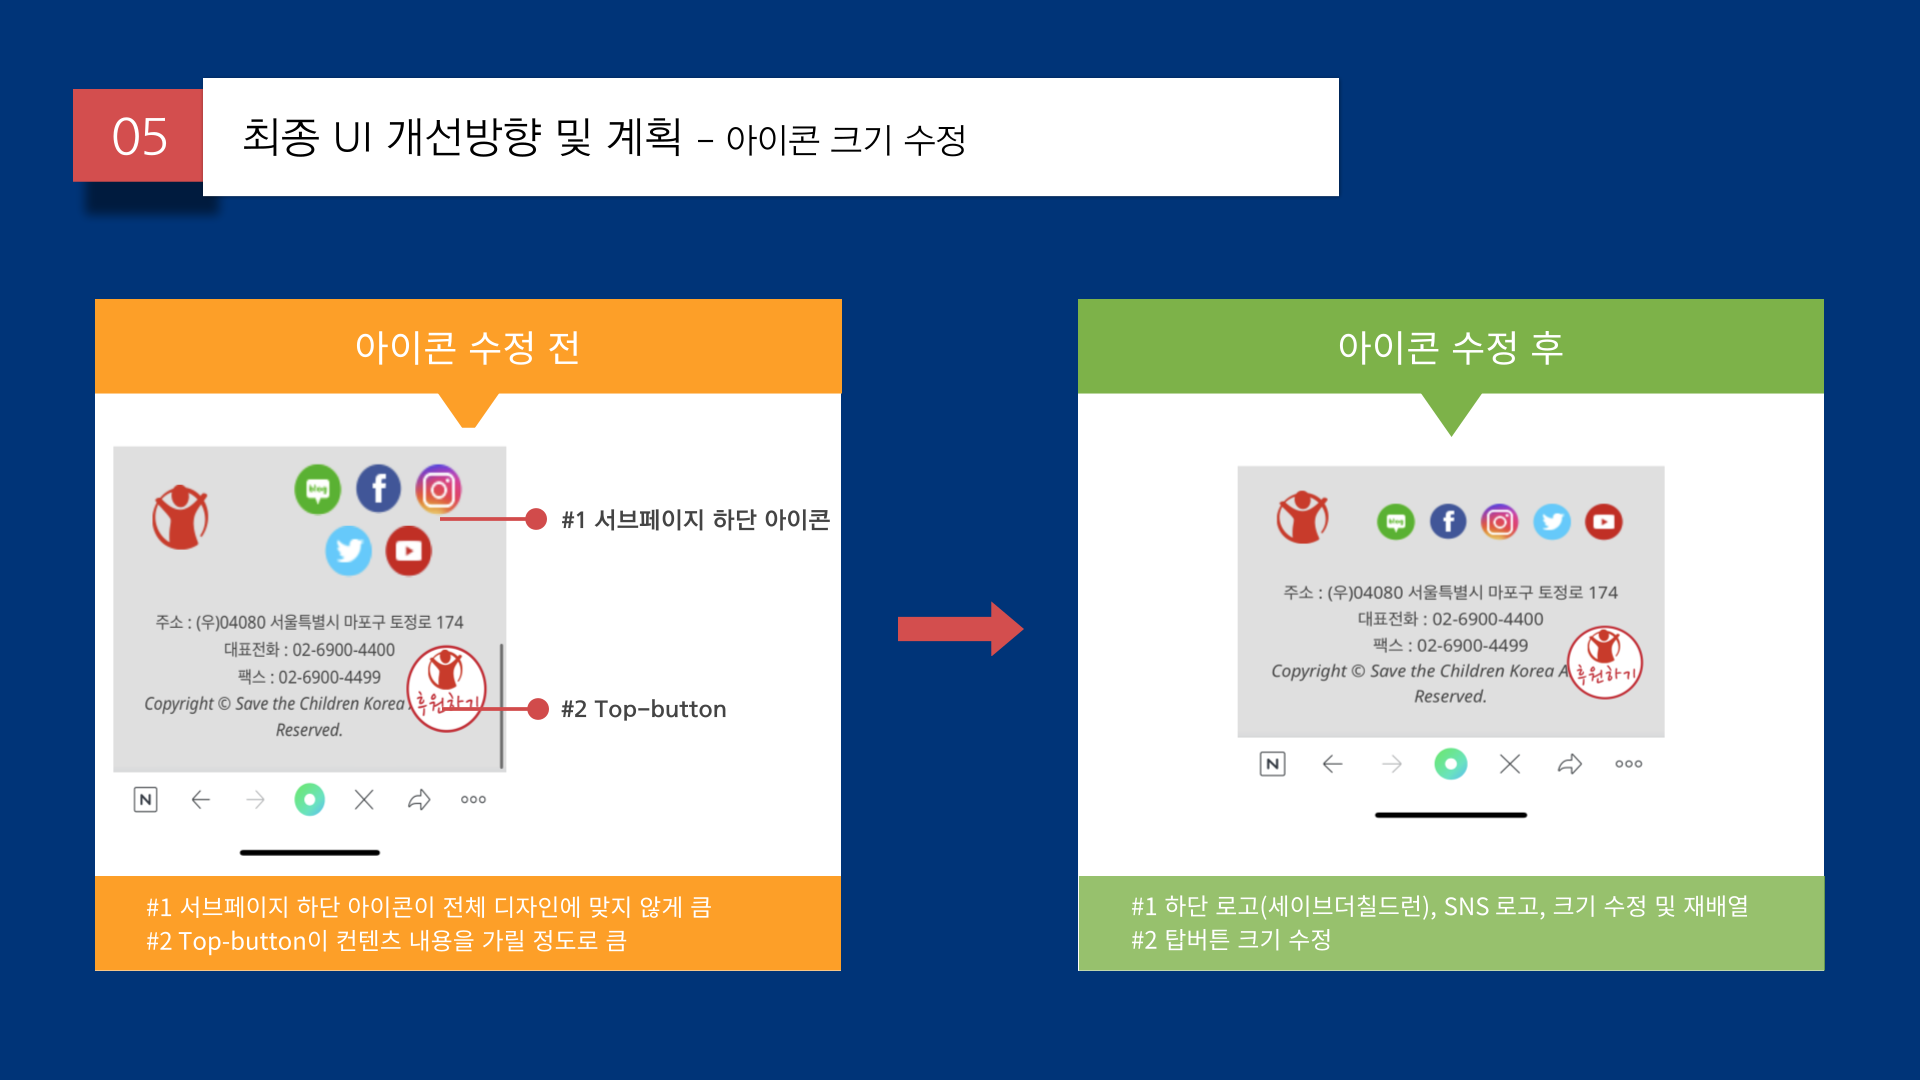 05
최종 UI 개선방향 및 계획 – 아이콘 크기 수정
아이콘 수정 전
blog
#1 서브페이지 하단 아이콘
주소 : (우)04080 서울특별시 마포구 토정로 174
대표전화 : 02-6900-4400
팩스 : 02-6900-4499
Copyright © Save the Children Korea
Reserved.
후원하기
#2 Top-button
N
#1 서브페이지 하단 아이콘이 전체 디자인에 맞지 않게 큼
#2 Top-button이 컨텐츠 내용을 가릴 정도로 큼
아이콘 수정 후
blog
주소 : (우)04080 서울특별시 마포구 토정로 174
대표전화 : 02-6900-4400
팩스 : 02-6900-4499
Copyright © Save the Children Korea A
Reserved.
후원하기
N
#1 하단 로고(세이브더칠드런), SNS 로고, 크기 수정 및 재배열
#2 탑버튼 크기 수정